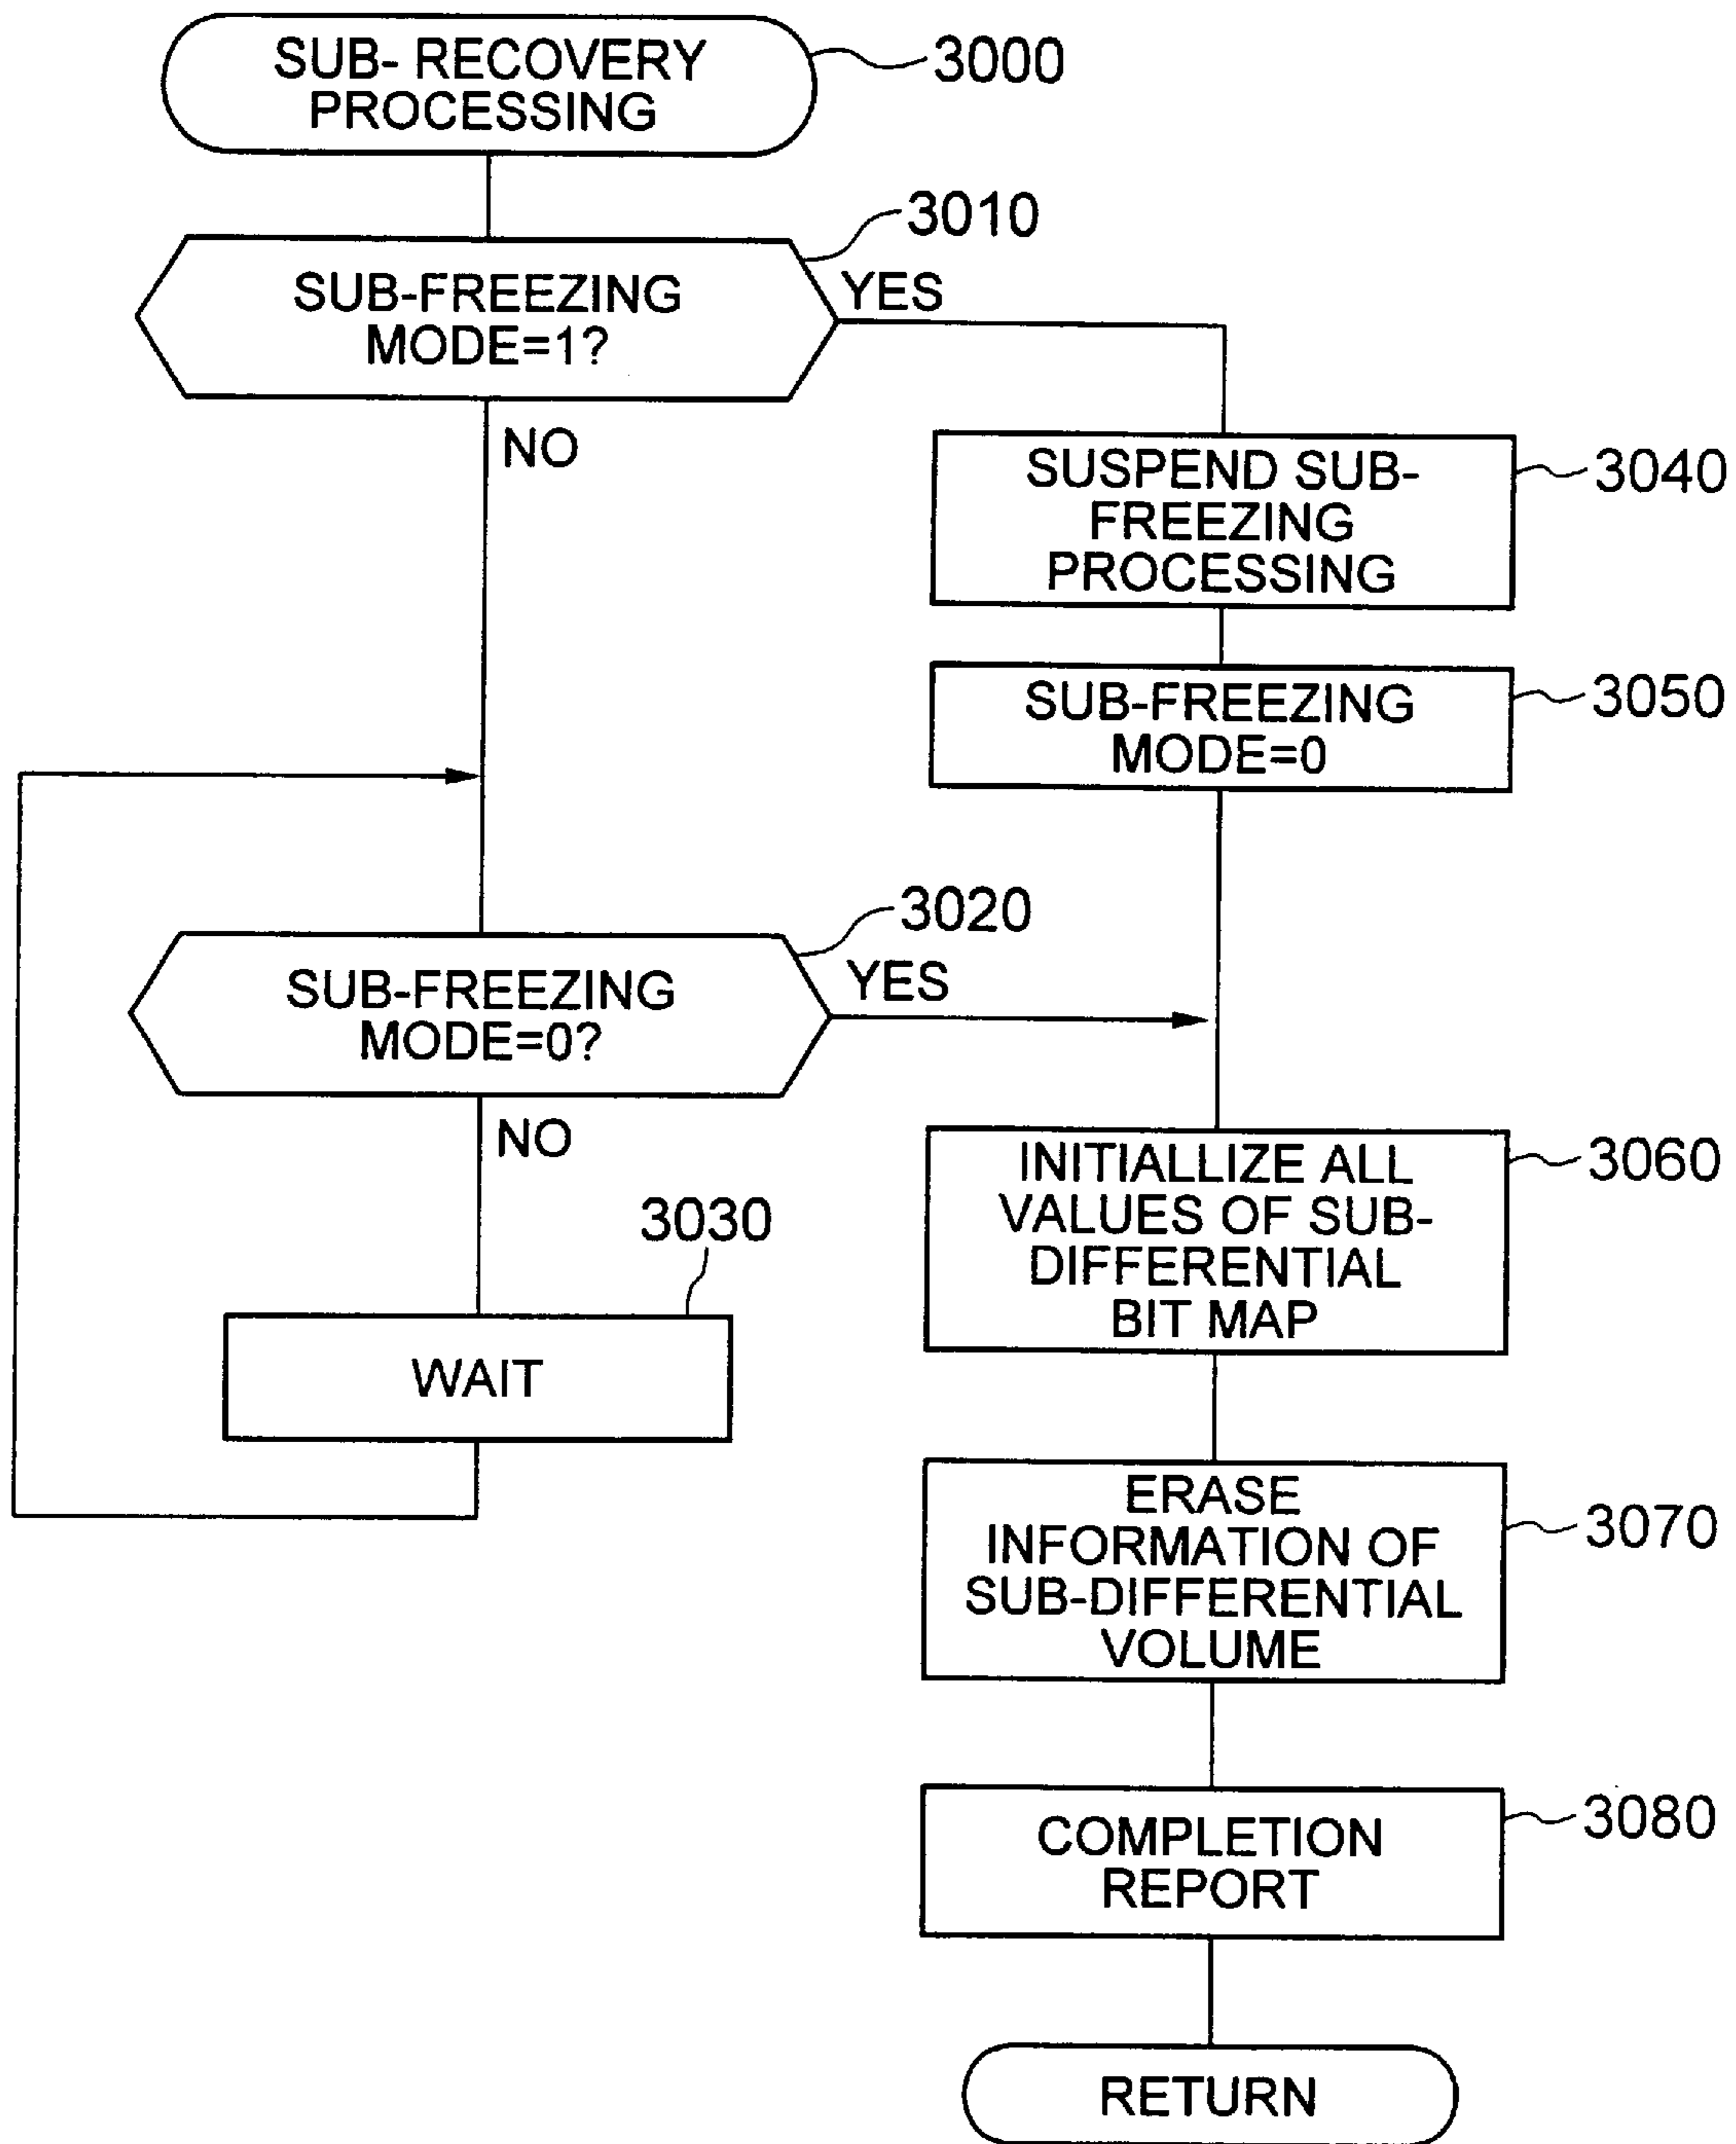 SUB- RECOVERY
PROCESSING
3000
3010
SUB-FREEZING
MODE=1?
YES
NO
SUSPEND SUB-
FREEZING
PROCESSING
3040
SUB-FREEZING
MODE=0
3050
3020
SUB-FREEZING
MODE=0?
YES
NO
3030
WAIT
INITIALLIZE ALL
VALUES OF SUB-
DIFFERENTIAL
BIT MAP
3060
ERASE
INFORMATION OF
SUB-DIFFERENTIAL
VOLUME
3070
COMPLETION
REPORT
3080
RETURN